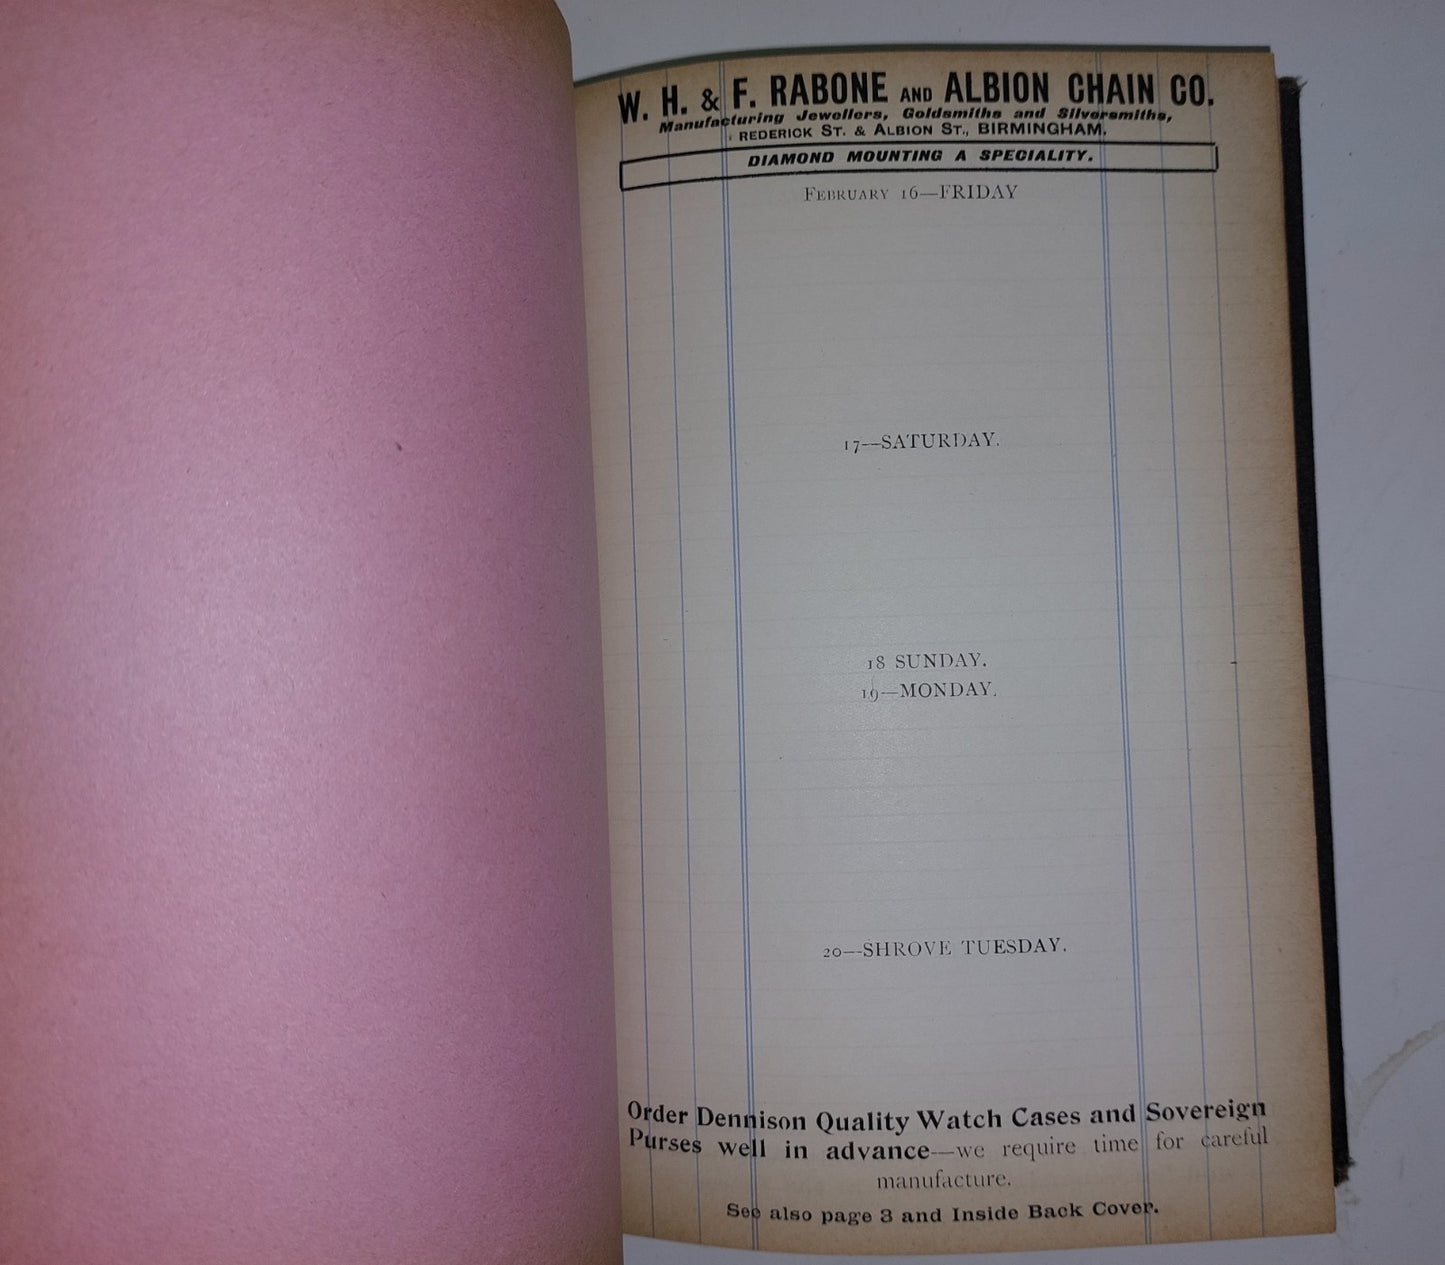 W. H. & F. RABONE AND ALBION CHAIN CO.
Manufacturing Jewellers, Goldsmiths and Silversmiths,
REDERICK ST. & ALBION ST., BIRMINGHAM.
DIAMOND MOUNTING A SPECIALITY.
FEBRUARY 16—FRIDAY
17—SATURDAY.
18 SUNDAY.
19—MONDAY.
20—SHROVE TUESDAY.
Order Dennison Quality Watch Cases and Sovereign
Purses well in advance—we require time for careful
manufacture.
See also page 3 and Inside Back Cover.